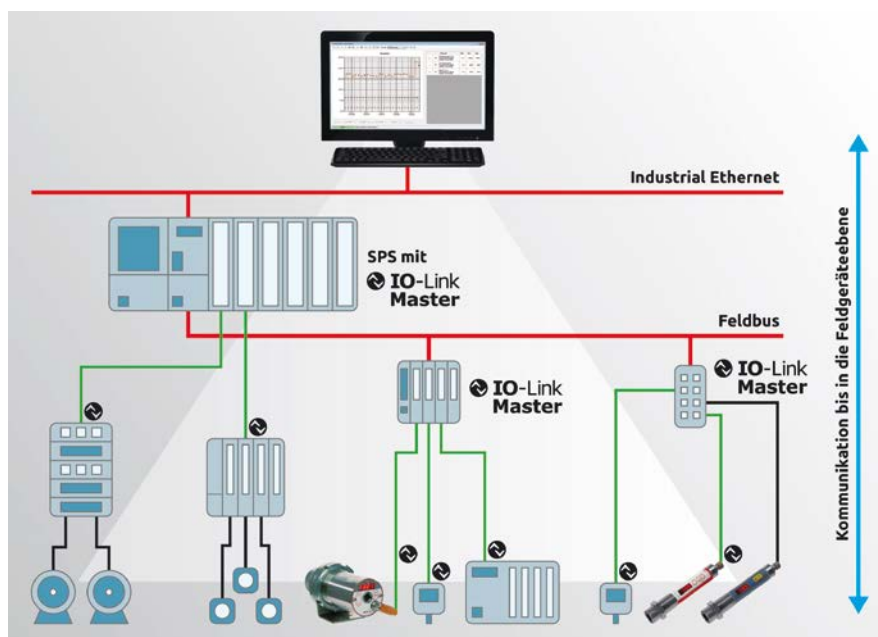 Industrial Ethernet
SPS mit
IO-Link
Master
Feldbus
IO-Link
Master
IO-Link
Master
Kommunikation bis in die Feldgeräteebene